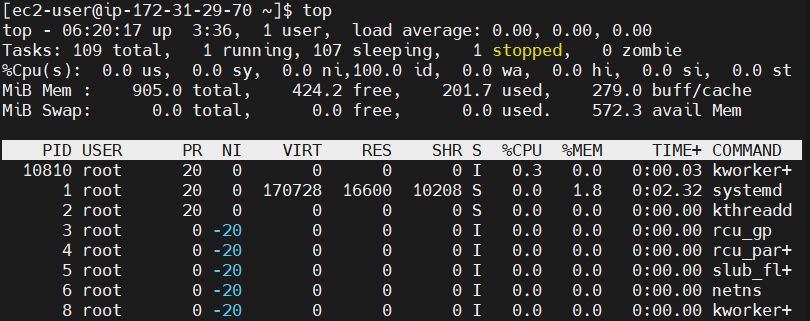 [ec2-user@ip-172-31-29-70 ~]$ top
top - 06:20:17 up  3:36,  1 user,  load average: 0.00, 0.00, 0.00
Tasks: 109 total,   1 running, 107 sleeping,   1 stopped,   0 zombie
%Cpu(s):  0.0 us,  0.0 sy,  0.0 ni,100.0 id,  0.0 wa,  0.0 hi,  0.0 si,  0.0 st
MiB Mem :    905.0 total,    424.2 free,    201.7 used,    279.0 buff/cache
MiB Swap:      0.0 total,      0.0 free,      0.0 used.    572.3 avail Mem
PID USER      PR  NI    VIRT    RES    SHR S  %CPU  %MEM     TIME+ COMMAND
10810 root      20   0       0      0      0 I   0.3   0.0   0:00.03 kworker+
1 root      20   0  170728  16600  10208 S   0.0   1.8   0:02.32 systemd
2 root      20   0       0      0      0 S   0.0   0.0   0:00.00 kthreadd
3 root       0 -20       0      0      0 I   0.0   0.0   0:00.00 rcu_gp
4 root       0 -20       0      0      0 I   0.0   0.0   0:00.00 rcu_par+
5 root       0 -20       0      0      0 I   0.0   0.0   0:00.00 slub_fl+
6 root       0 -20       0      0      0 I   0.0   0.0   0:00.00 netns
8 root       0 -20       0      0      0 I   0.0   0.0   0:00.00 kworker+